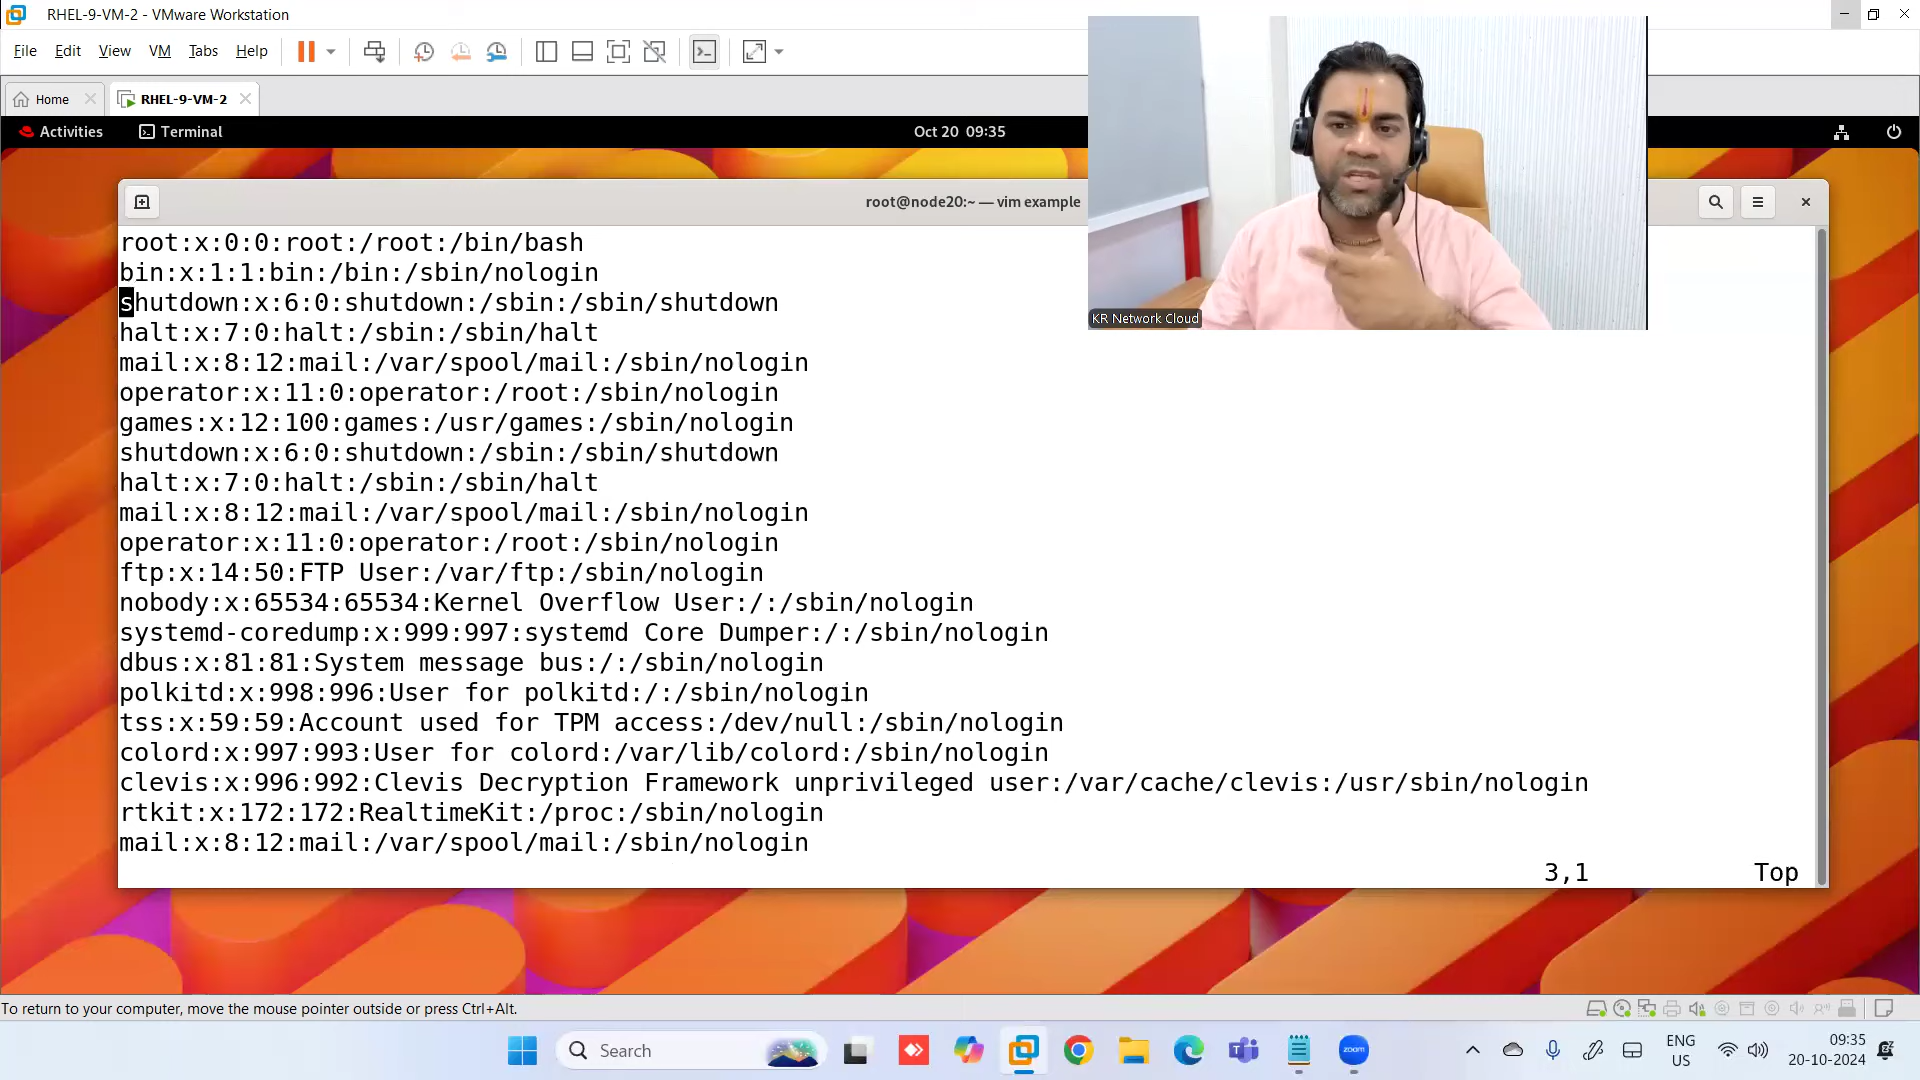 RHEL-9-VM-2 - VMware Workstation
File Edit View VM Tabs Help
Home RHEL-9-VM-2
Activities Terminal Oct 20 09:35
root@node20:~ — vim example
root:x:0:0:root:/root:/bin/bash
bin:x:1:1:bin:/bin:/sbin/nologin
shutdown:x:6:0:shutdown:/sbin:/sbin/shutdown
halt:x:7:0:halt:/sbin:/sbin/halt
mail:x:8:12:mail:/var/spool/mail:/sbin/nologin
operator:x:11:0:operator:/root:/sbin/nologin
games:x:12:100:games:/usr/games:/sbin/nologin
shutdown:x:6:0:shutdown:/sbin:/sbin/shutdown
halt:x:7:0:halt:/sbin:/sbin/halt
mail:x:8:12:mail:/var/spool/mail:/sbin/nologin
operator:x:11:0:operator:/root:/sbin/nologin
ftp:x:14:50:FTP User:/var/ftp:/sbin/nologin
nobody:x:65534:65534:Kernel Overflow User:/:/sbin/nologin
systemd-coredump:x:999:997:systemd Core Dumper:/:/sbin/nologin
dbus:x:81:81:System message bus:/:/sbin/nologin
polkitd:x:998:996:User for polkitd:/:/sbin/nologin
tss:x:59:59:Account used for TPM access:/dev/null:/sbin/nologin
colord:x:997:993:User for colord:/var/lib/colord:/sbin/nologin
clevis:x:996:992:Clevis Decryption Framework unprivileged user:/var/cache/clevis:/usr/sbin/nologin
rtkit:x:172:172:RealtimeKit:/proc:/sbin/nologin
mail:x:8:12:mail:/var/spool/mail:/sbin/nologin
3,1 Top
KR Network Cloud
To return to your computer, move the mouse pointer outside or press Ctrl+Alt.
Search
zoom
ENG
US
09:35
20-10-2024